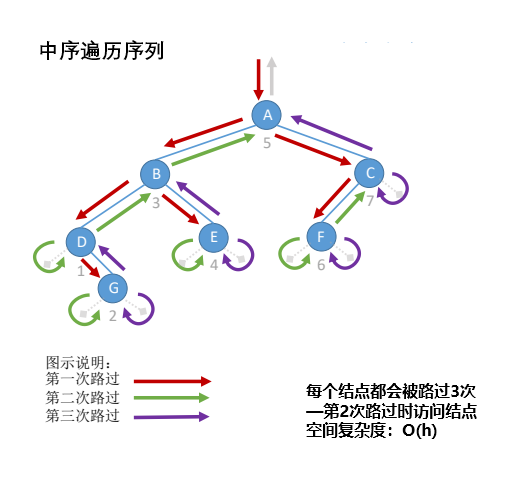 中序遍历序列
A
5
B
C
3
7
D
E
F
1
4
6
G
2
图示说明：
第一次路过
第二次路过
第三次路过
每个结点都会被路过3次
—第2次路过时访问结点
空间复杂度：O(h)